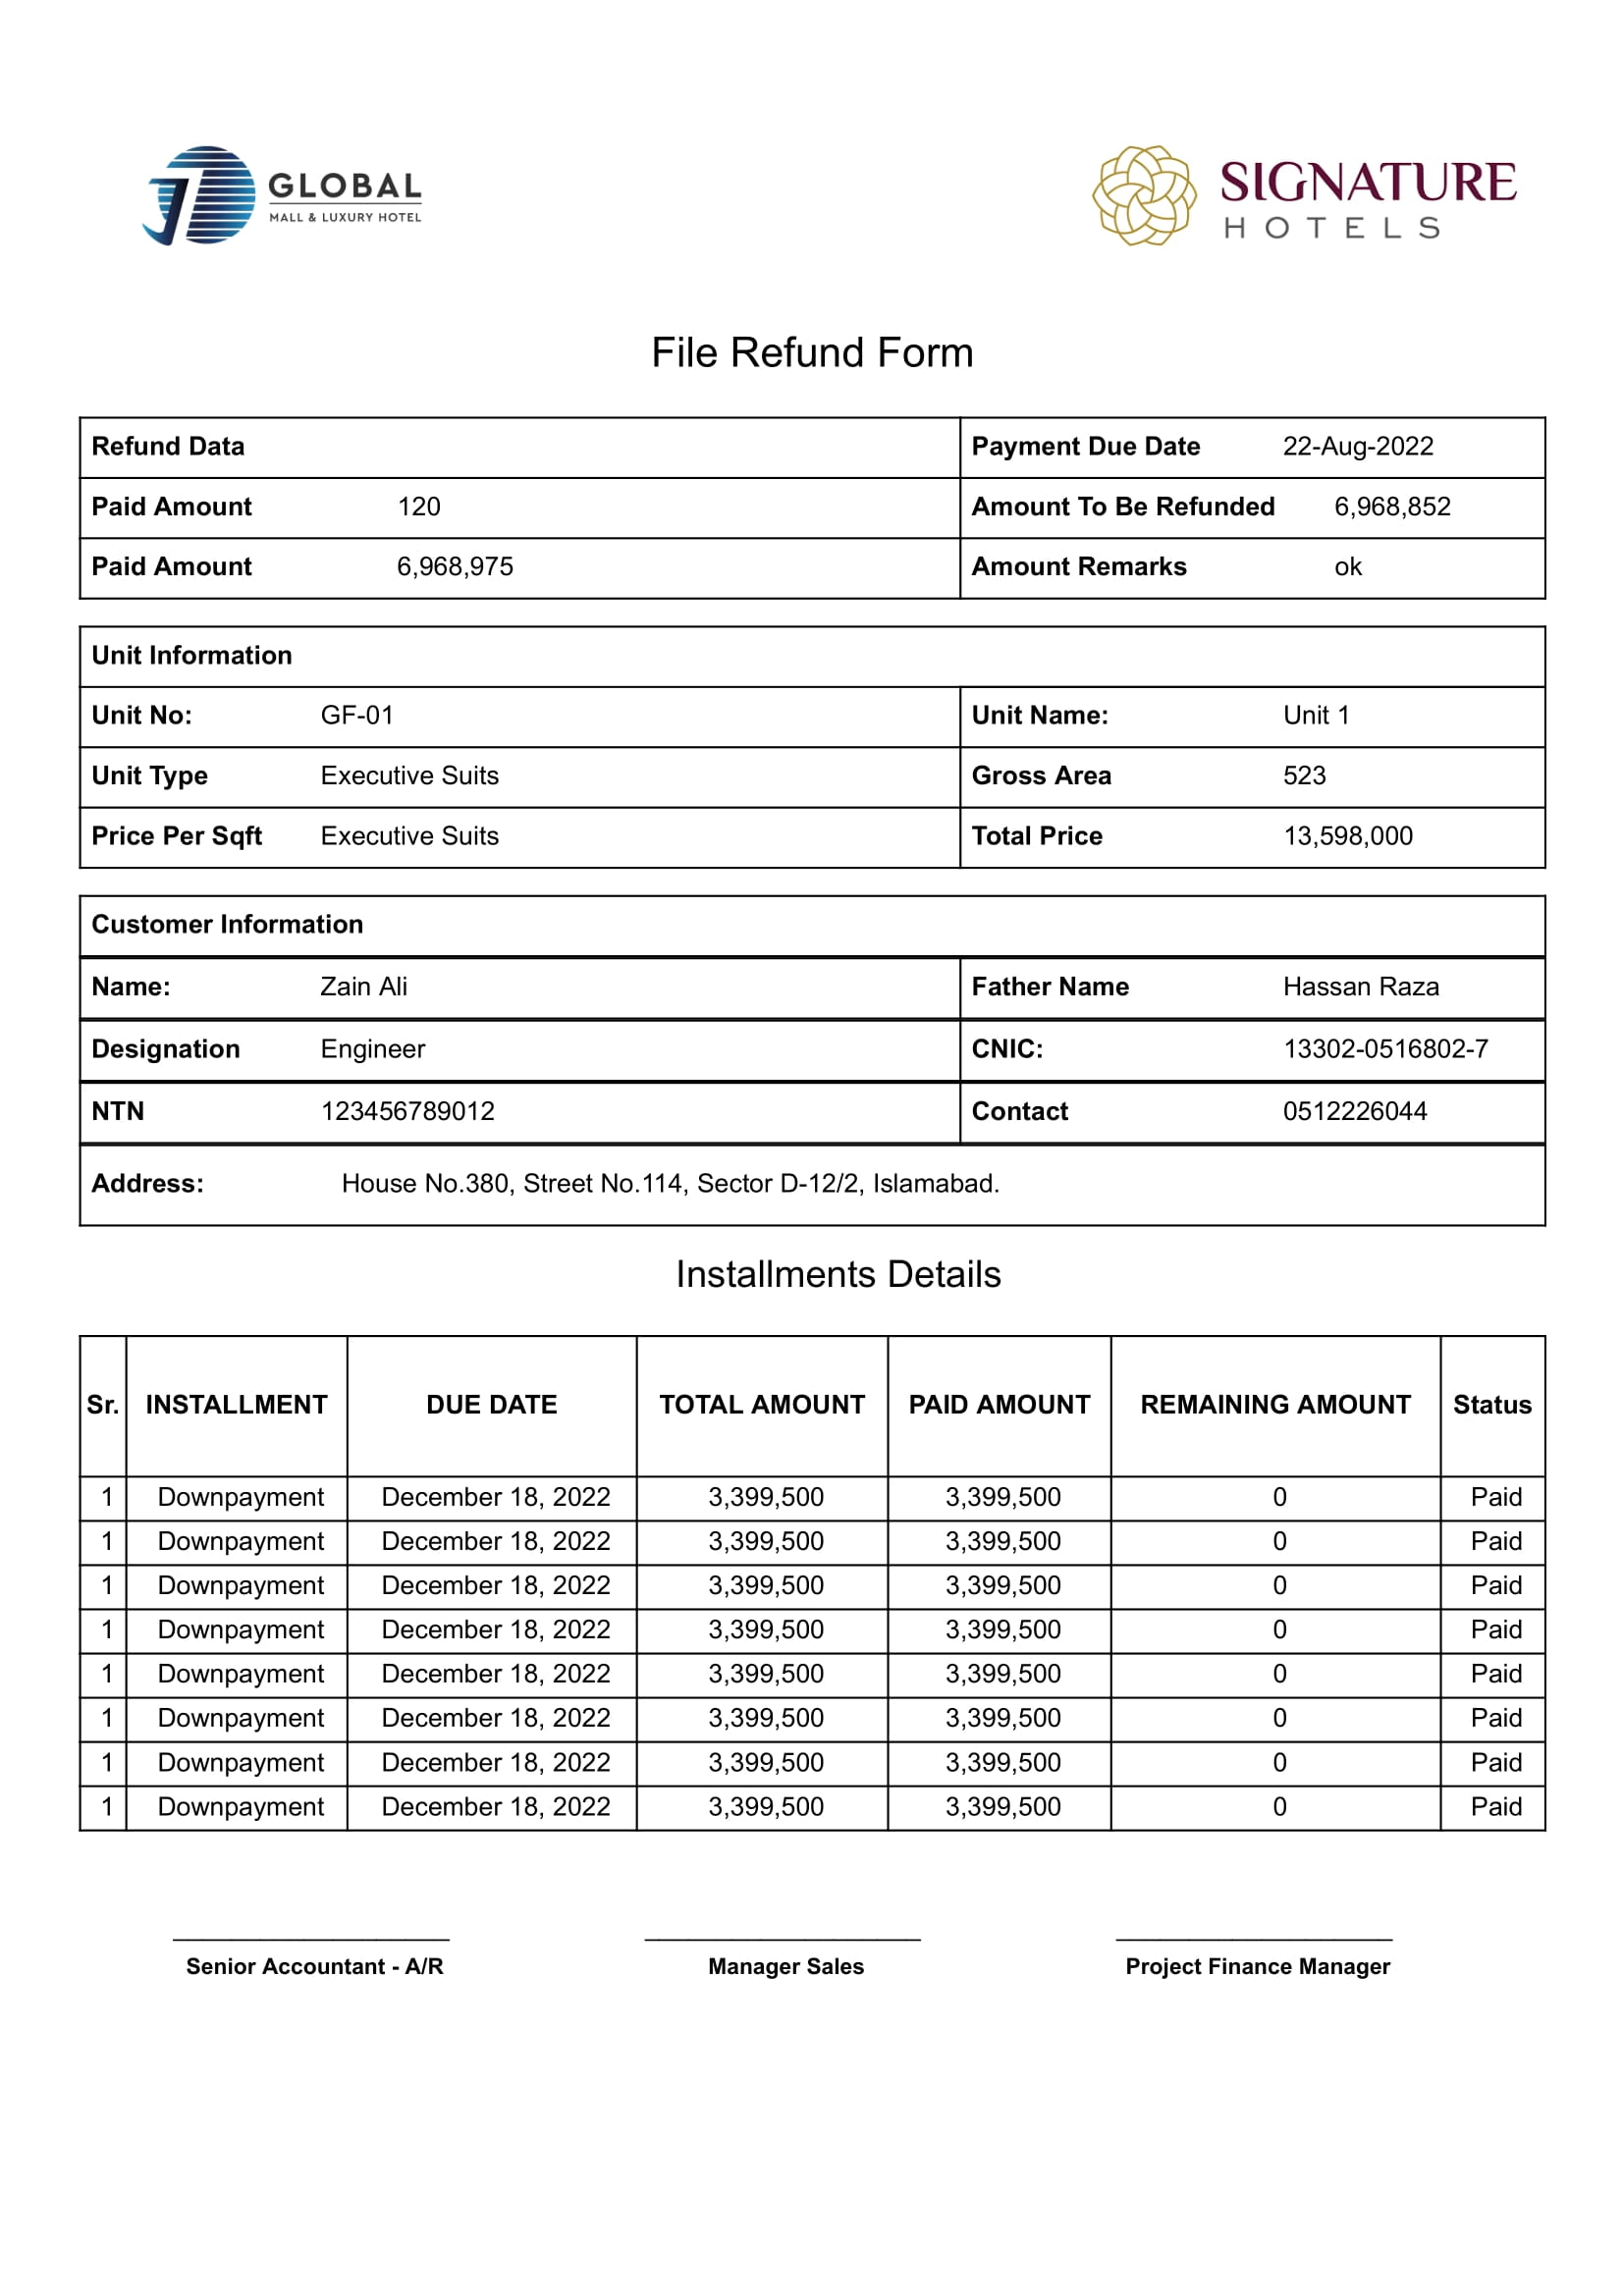 JD GLOBAL
MALL & LUXURY HOTEL
SIGNATURE
HOTELS
File Refund Form
Refund Data Payment Due Date 22-Aug-2022
Paid Amount 120 Amount To Be Refunded 6,968,852
Paid Amount 6,968,975 Amount Remarks ok
Unit Information
Unit No: GF-01 Unit Name: Unit 1
Unit Type Executive Suits Gross Area 523
Price Per Sqft Executive Suits Total Price 13,598,000
Customer Information
Name: Zain Ali Father Name Hassan Raza
Designation Engineer CNIC: 13302-0516802-7
NTN 123456789012 Contact 0512226044
Address: House No.380, Street No.114, Sector D-12/2, Islamabad.
Installments Details
Sr. INSTALLMENT DUE DATE TOTAL AMOUNT PAID AMOUNT REMAINING AMOUNT Status
1 Downpayment December 18, 2022 3,399,500 3,399,500 0 Paid
1 Downpayment December 18, 2022 3,399,500 3,399,500 0 Paid
1 Downpayment December 18, 2022 3,399,500 3,399,500 0 Paid
1 Downpayment December 18, 2022 3,399,500 3,399,500 0 Paid
1 Downpayment December 18, 2022 3,399,500 3,399,500 0 Paid
1 Downpayment December 18, 2022 3,399,500 3,399,500 0 Paid
1 Downpayment December 18, 2022 3,399,500 3,399,500 0 Paid
1 Downpayment December 18, 2022 3,399,500 3,399,500 0 Paid
Senior Accountant - A/R Manager Sales Project Finance Manager